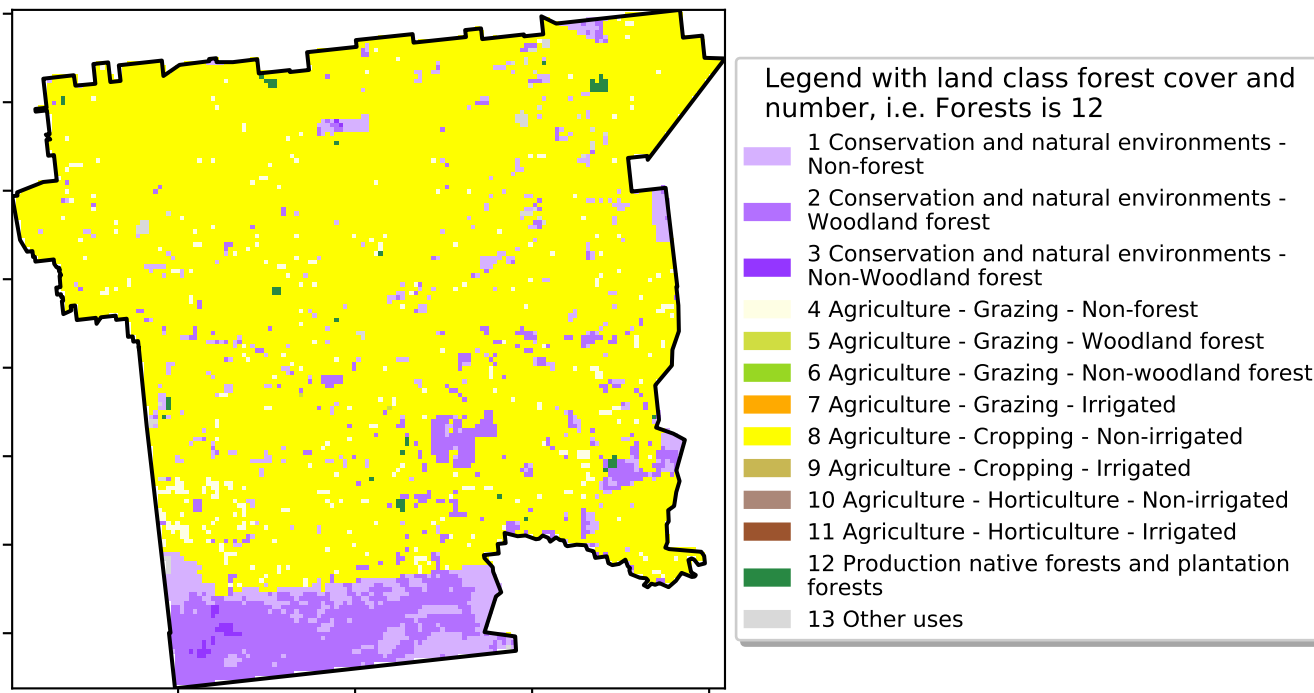 Legend with land class forest cover and
number, i.e. Forests is 12
1 Conservation and natural environments -
Non-forest
2 Conservation and natural environments -
Woodland forest
3 Conservation and natural environments -
Non-Woodland forest
4 Agriculture - Grazing - Non-forest
5 Agriculture - Grazing - Woodland forest
6 Agriculture - Grazing - Non-woodland forest
7 Agriculture - Grazing - Irrigated
8 Agriculture - Cropping - Non-irrigated
9 Agriculture - Cropping - Irrigated
10 Agriculture - Horticulture - Non-irrigated
11 Agriculture - Horticulture - Irrigated
12 Production native forests and plantation
forests
13 Other uses